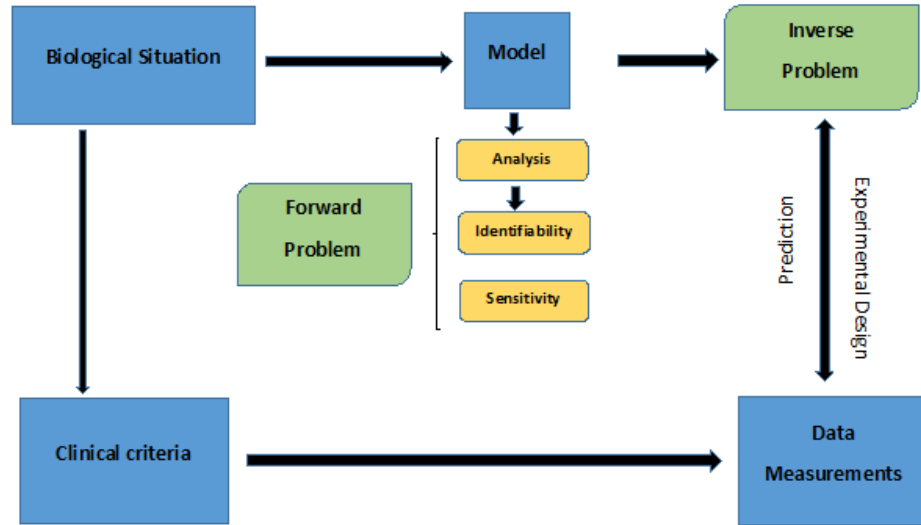 Biological Situation
Model
Inverse
Problem
Analysis
Forward
Problem
Identifiability
Sensitivity
Prediction
Experimental Design
Clinical criteria
Data
Measurements